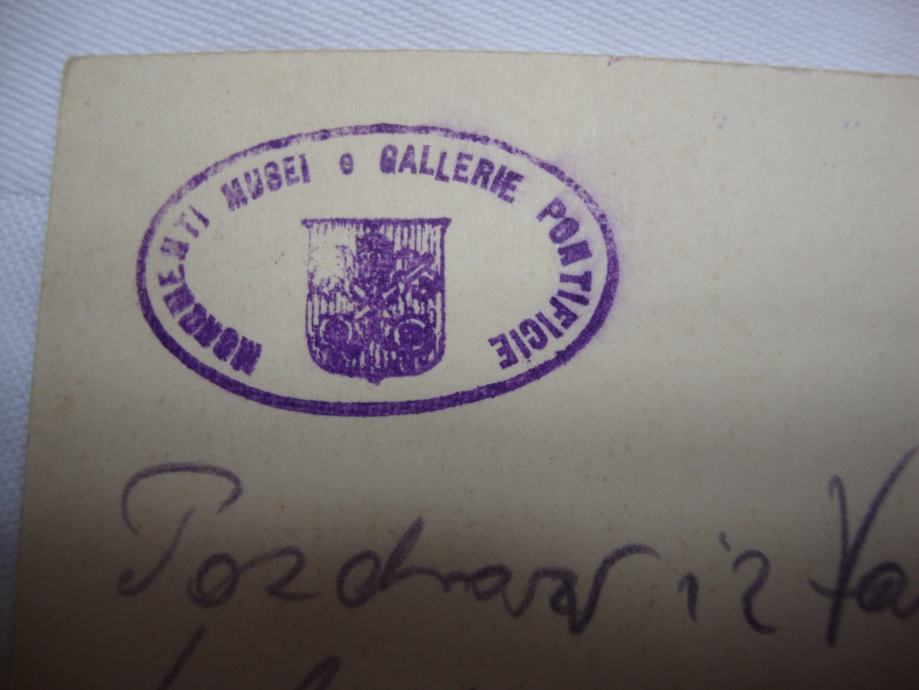 MONUMENTI MUSEI e GALLERIE PONTIFICIE
Pozdrav iz